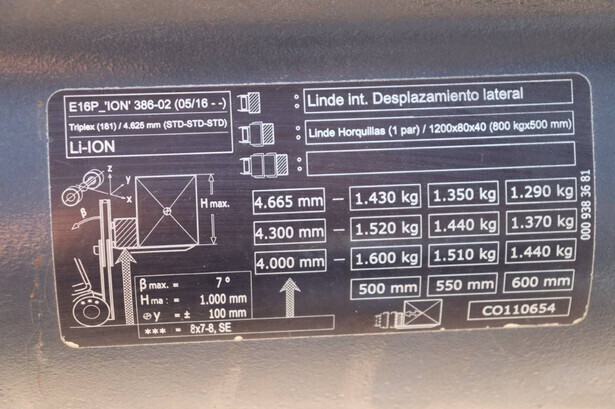 E16P_'ION' 386-02 (05/16 - -)
: Linde int. Desplazamiento lateral
Triplex (181) / 4.625 mm (STD-STD-STD)
: Linde Horquillas (1 par) / 1200x80x40 (800 kgx500 mm)
Li-ION
:
z
y
x
β
H max.
4.665 mm — 1.430 kg 1.350 kg 1.290 kg
4.300 mm — 1.520 kg 1.440 kg 1.370 kg
4.000 mm — 1.600 kg 1.510 kg 1.440 kg
500 mm 550 mm 600 mm
β max. = 7 °
H ma : = 1.000 mm
y = ± 100 mm
*** = 8x7-8, SE
CO110654
000 938 36 81